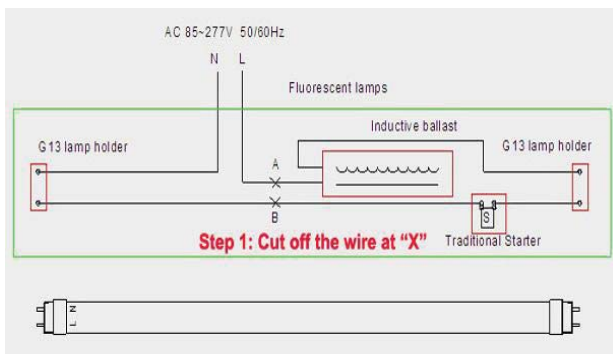 AC 85~277V 50/60Hz
N L
Fluorescent lamps
Inductive ballast
G13 lamp holder
A
G13 lamp holder
B
S
Step 1: Cut off the wire at “X”
Traditional Starter
L N